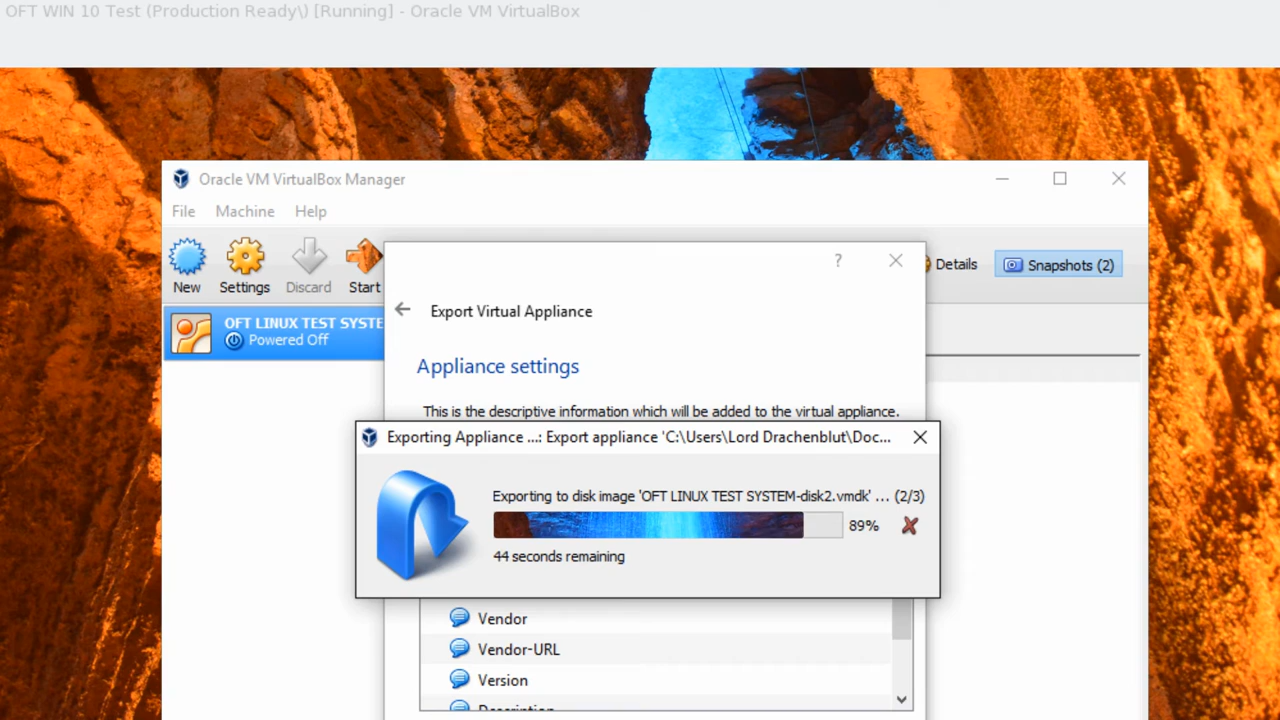 OFT WIN 10 Test (Production Ready\) [Running] - Oracle VM VirtualBox
Oracle VM VirtualBox Manager
File Machine Help
New Settings Discard Start
Details
Snapshots (2)
OFT LINUX TEST SYSTE
Powered Off
?
Export Virtual Appliance
Appliance settings
This is the descriptive information which will be added to the virtual appliance.
Exporting Appliance ...: Export appliance 'C:\Users\Lord Drachenblut\Doc...
Exporting to disk image 'OFT LINUX TEST SYSTEM-disk2.vmdk' ... (2/3)
89%
44 seconds remaining
Vendor
Vendor-URL
Version
Description